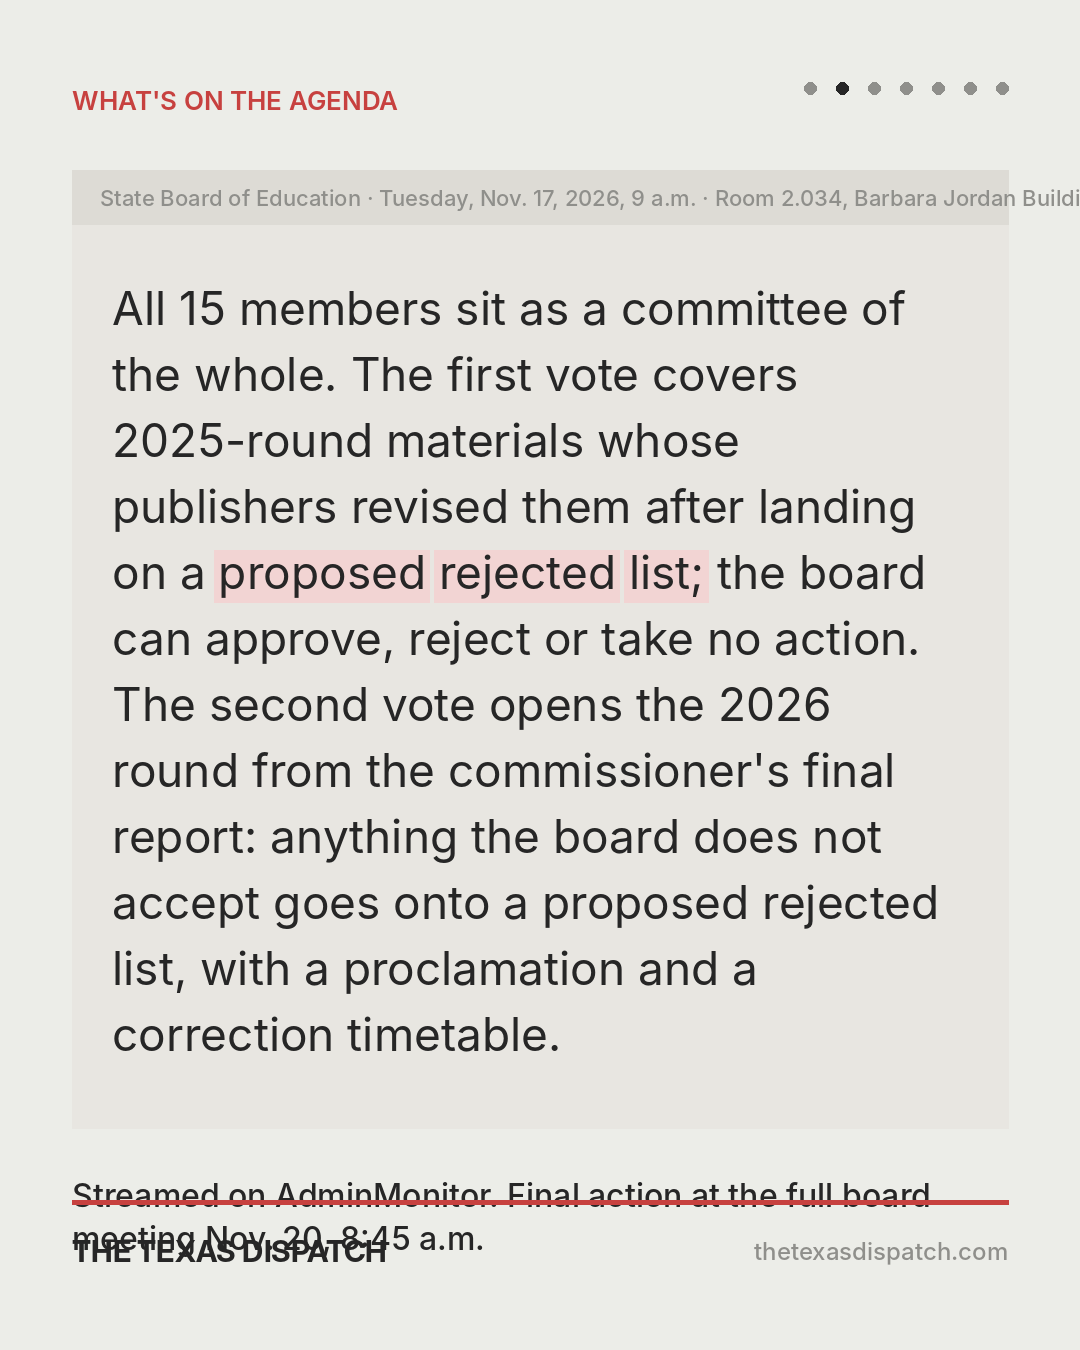 WHAT'S ON THE AGENDA
State Board of Education · Tuesday, Nov. 17, 2026, 9 a.m. · Room 2.034, Barbara Jordan Buildi
All 15 members sit as a committee of
the whole. The first vote covers
2025-round materials whose
publishers revised them after landing
on a proposed rejected list; the board
can approve, reject or take no action.
The second vote opens the 2026
round from the commissioner's final
report: anything the board does not
accept goes onto a proposed rejected
list, with a proclamation and a
correction timetable.
Streamed on AdminMonitor. Final action at the full board
meeting Nov. 20, 8:45 a.m.
THE TEXAS DISPATCH
thetexasdispatch.com